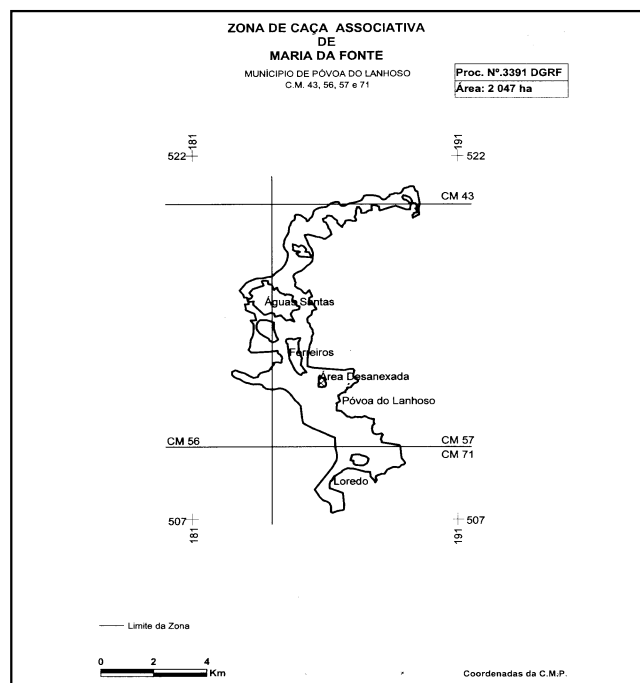 ZONA DE CAÇA ASSOCIATIVA
DE
MARIA DA FONTE
MUNÍCIPIO DE PÓVOA DO LANHOSO
C.M. 43, 56, 57 e 71
Proc. Nº.3391 DGRF
Área: 2 047 ha
181
191
522
522
CM 43
Águas Santas
Ferreiros
Área Desanexada
Póvoa do Lanhoso
CM 56
CM 57
CM 71
Loredo
507
507
181
191
Limite da Zona
0 2 4
Km
Coordenadas da C.M.P.